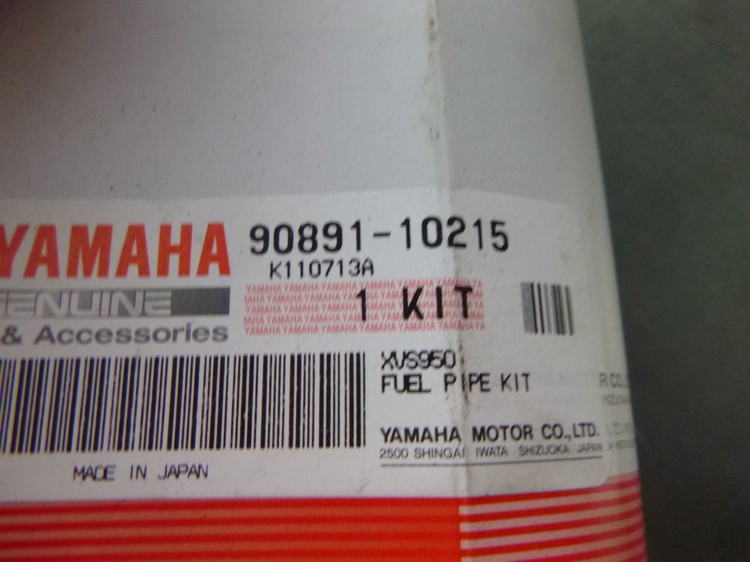 YAMAHA 90891-10215
K110713A
GENUINE
1 KIT
& Accessories
XVS950
FUEL PIPE KIT
YAMAHA MOTOR CO.,LTD.
2500 SHINGAI IWATA SHIZUOKA JAPAN
MADE IN JAPAN